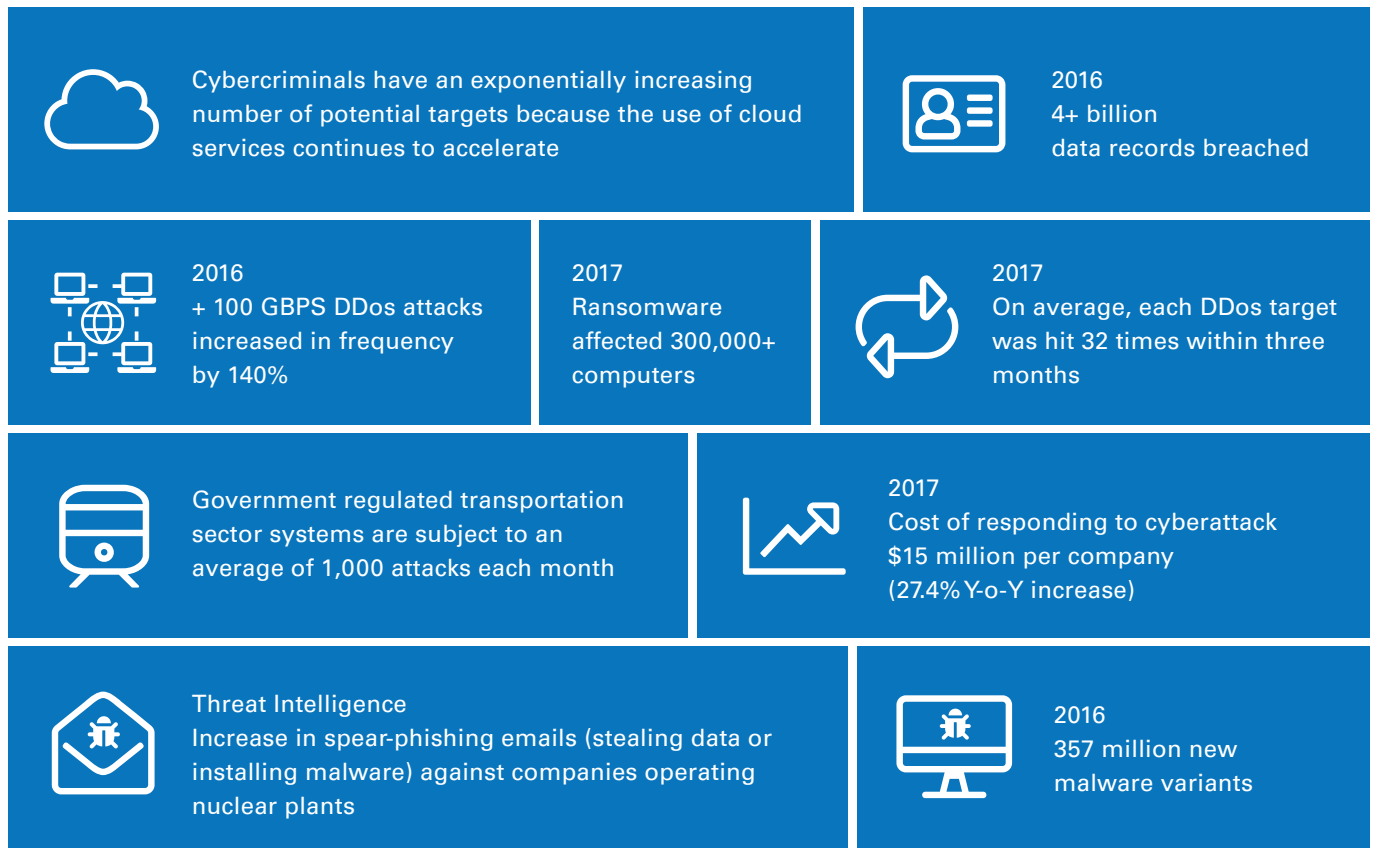 Cybercriminals have an exponentially increasing
number of potential targets because the use of cloud
services continues to accelerate
2016
4+ billion
data records breached
2016
+ 100 GBPS DDos attacks
increased in frequency
by 140%
2017
Ransomware
affected 300,000+
computers
2017
On average, each DDos target
was hit 32 times within three
months
Government regulated transportation
sector systems are subject to an
average of 1,000 attacks each month
2017
Cost of responding to cyberattack
$15 million per company
(27.4% Y-o-Y increase)
Threat Intelligence
Increase in spear-phishing emails (stealing data or
installing malware) against companies operating
nuclear plants
2016
357 million new
malware variants